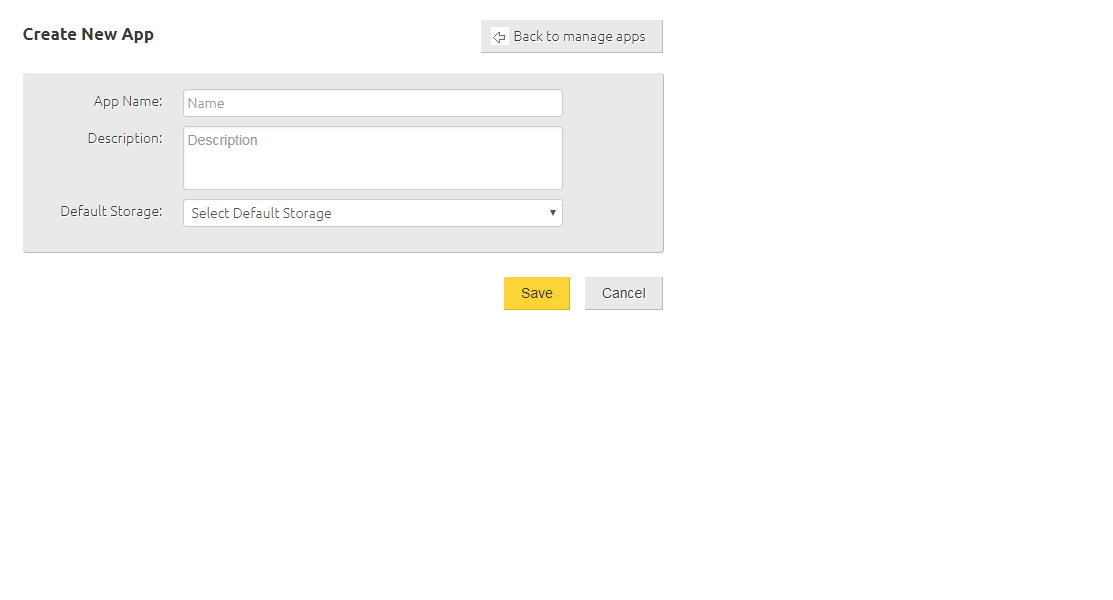 Create New App
Back to manage apps
App Name:
Name
Description:
Description
Default Storage:
Select Default Storage
Save
Cancel